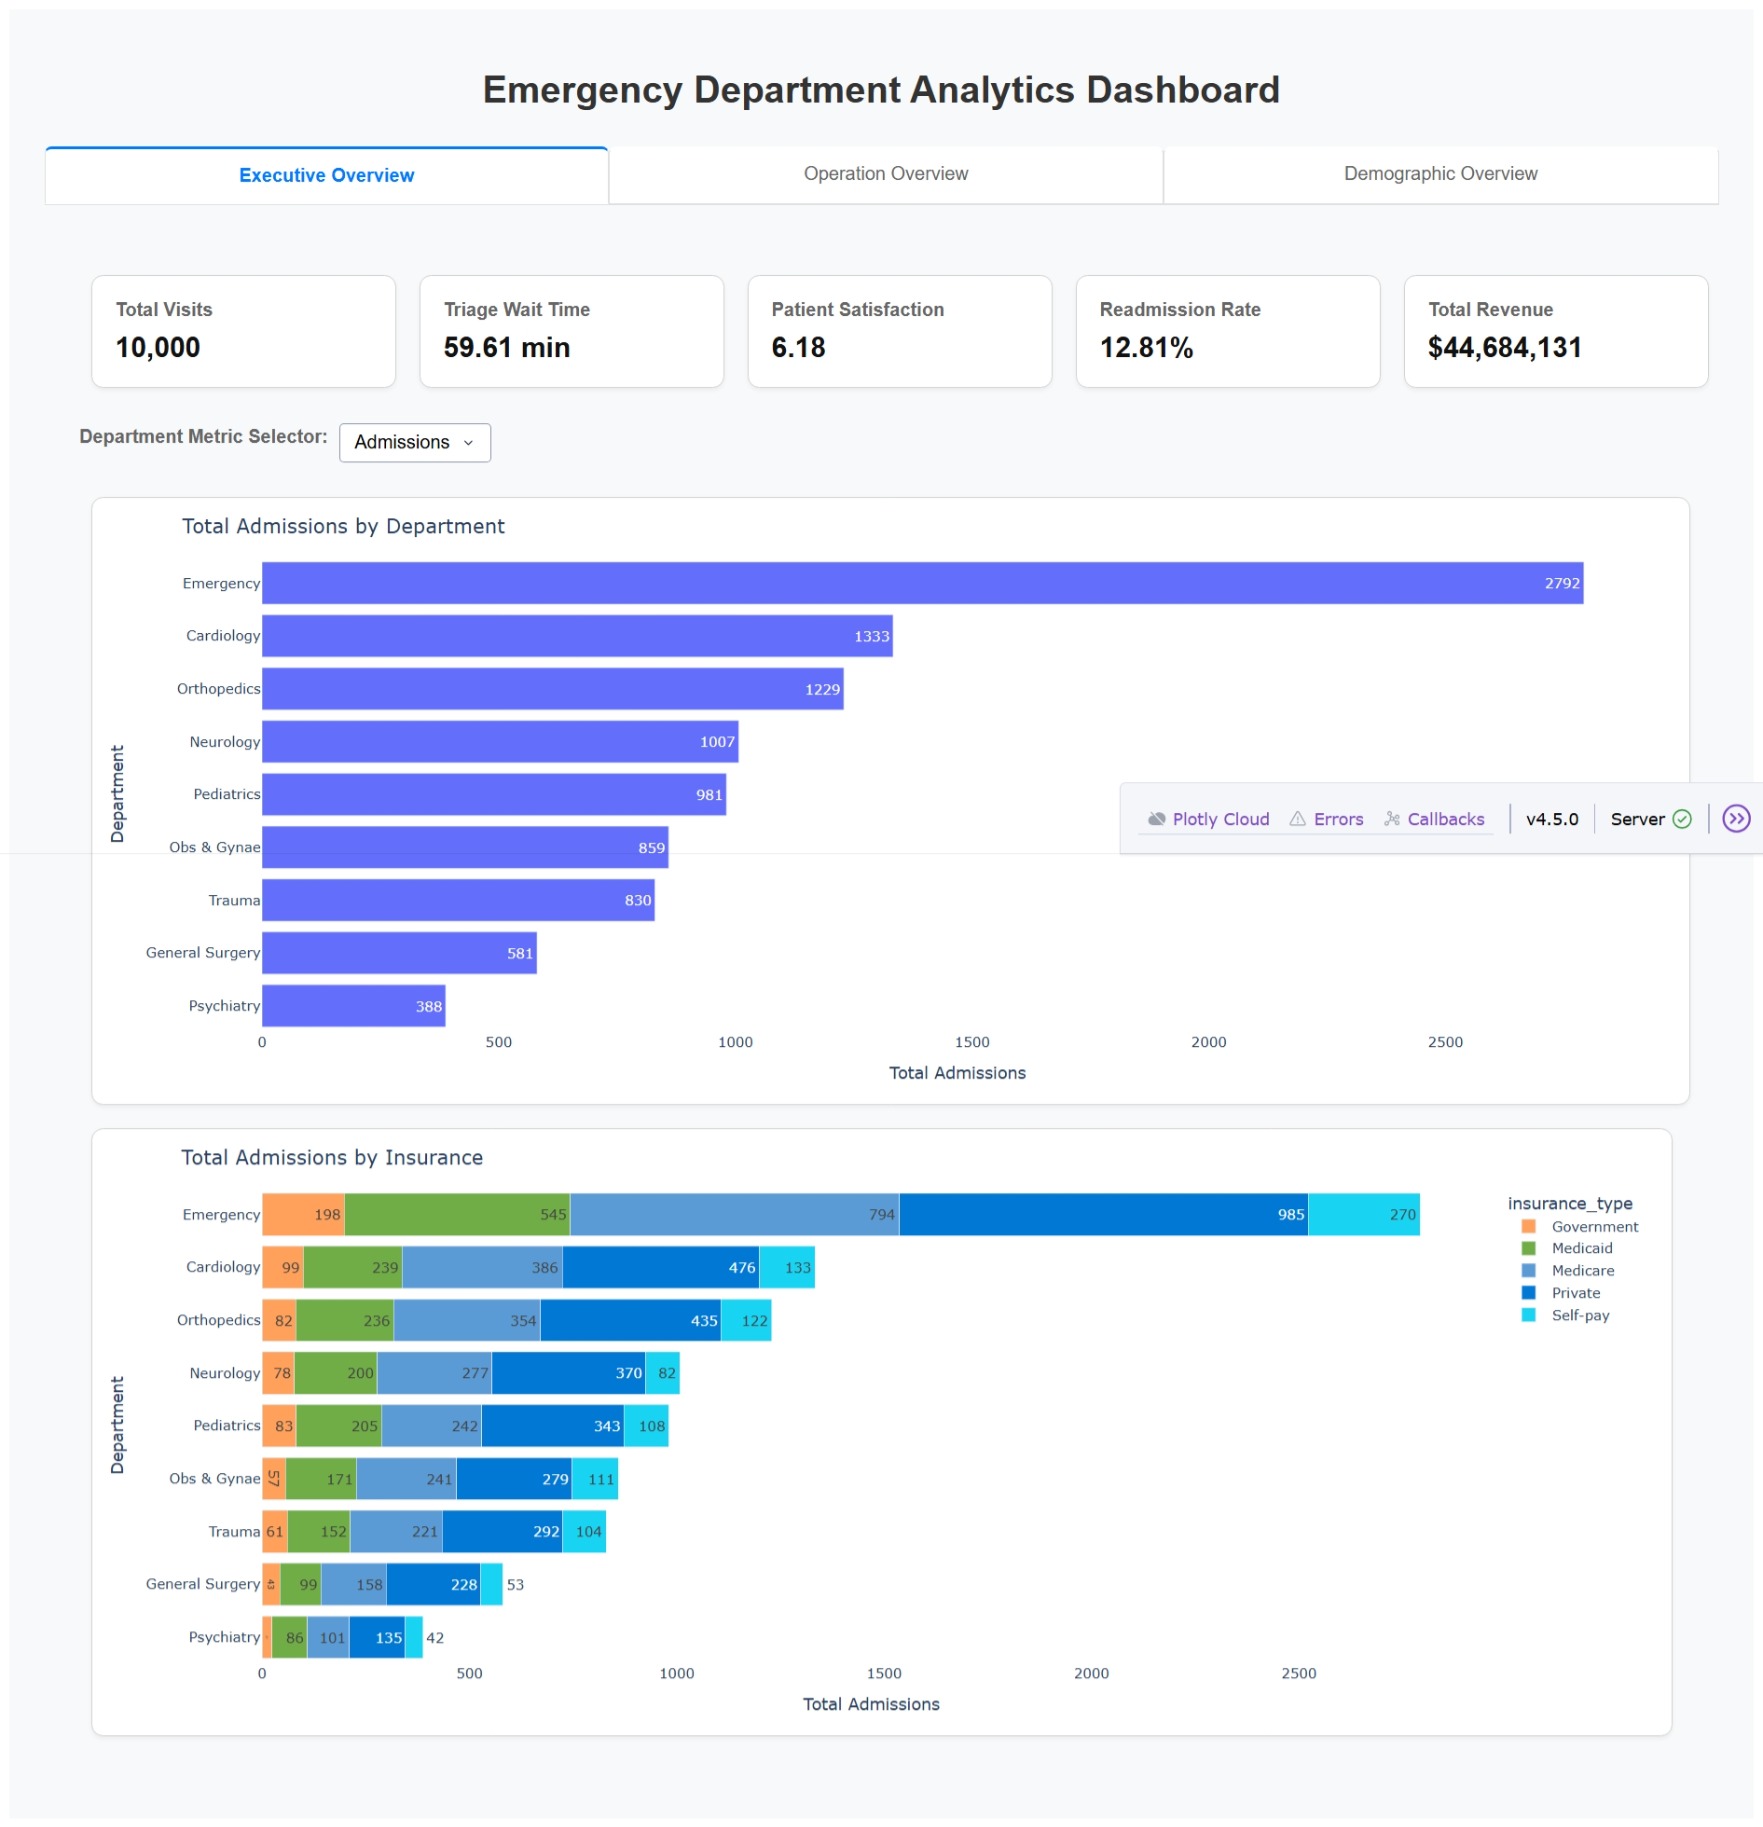 Emergency Department Analytics Dashboard
Executive Overview
Operation Overview
Demographic Overview
Total Visits
10,000
Triage Wait Time
59.61 min
Patient Satisfaction
6.18
Readmission Rate
12.81%
Total Revenue
$44,684,131
Department Metric Selector:
Admissions
Total Admissions by Department
Department
Emergency 2792
Cardiology 1333
Orthopedics 1229
Neurology 1007
Pediatrics 981
Plotly Cloud Errors Callbacks v4.5.0 Server
Obs & Gynae 859
Trauma 830
General Surgery 581
Psychiatry 388
0 500 1000 1500 2000 2500
Total Admissions
Total Admissions by Insurance
Department
Emergency 198 545 794 985 270
Cardiology 99 239 386 476 133
Orthopedics 82 236 354 435 122
Neurology 78 200 277 370 82
Pediatrics 83 205 242 343 108
Obs & Gynae 57 171 241 279 111
Trauma 61 152 221 292 104
General Surgery 43 99 158 228 53
Psychiatry 86 101 135 42
0 500 1000 1500 2000 2500
Total Admissions
insurance_type
Government
Medicaid
Medicare
Private
Self-pay